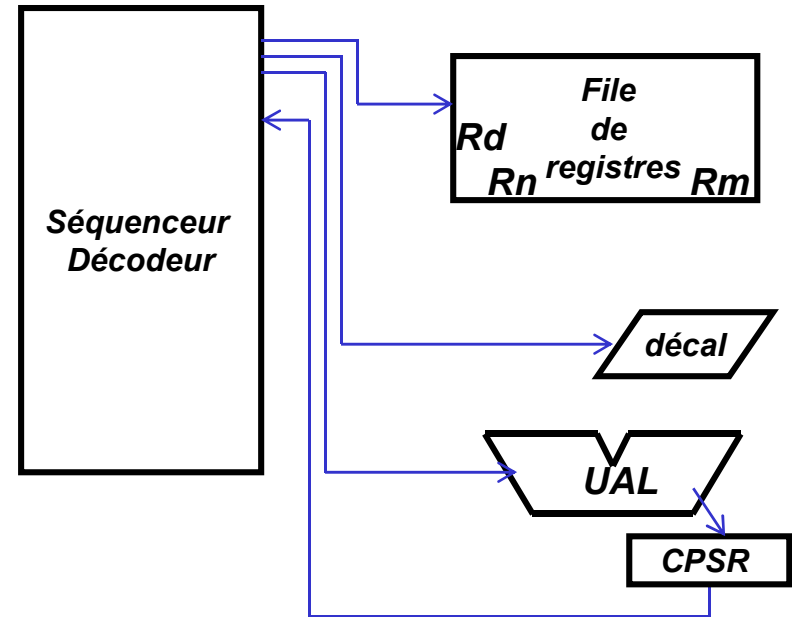 Séquenceur
Décodeur
File
de
registres
Rd
Rn
Rm
décal
UAL
CPSR